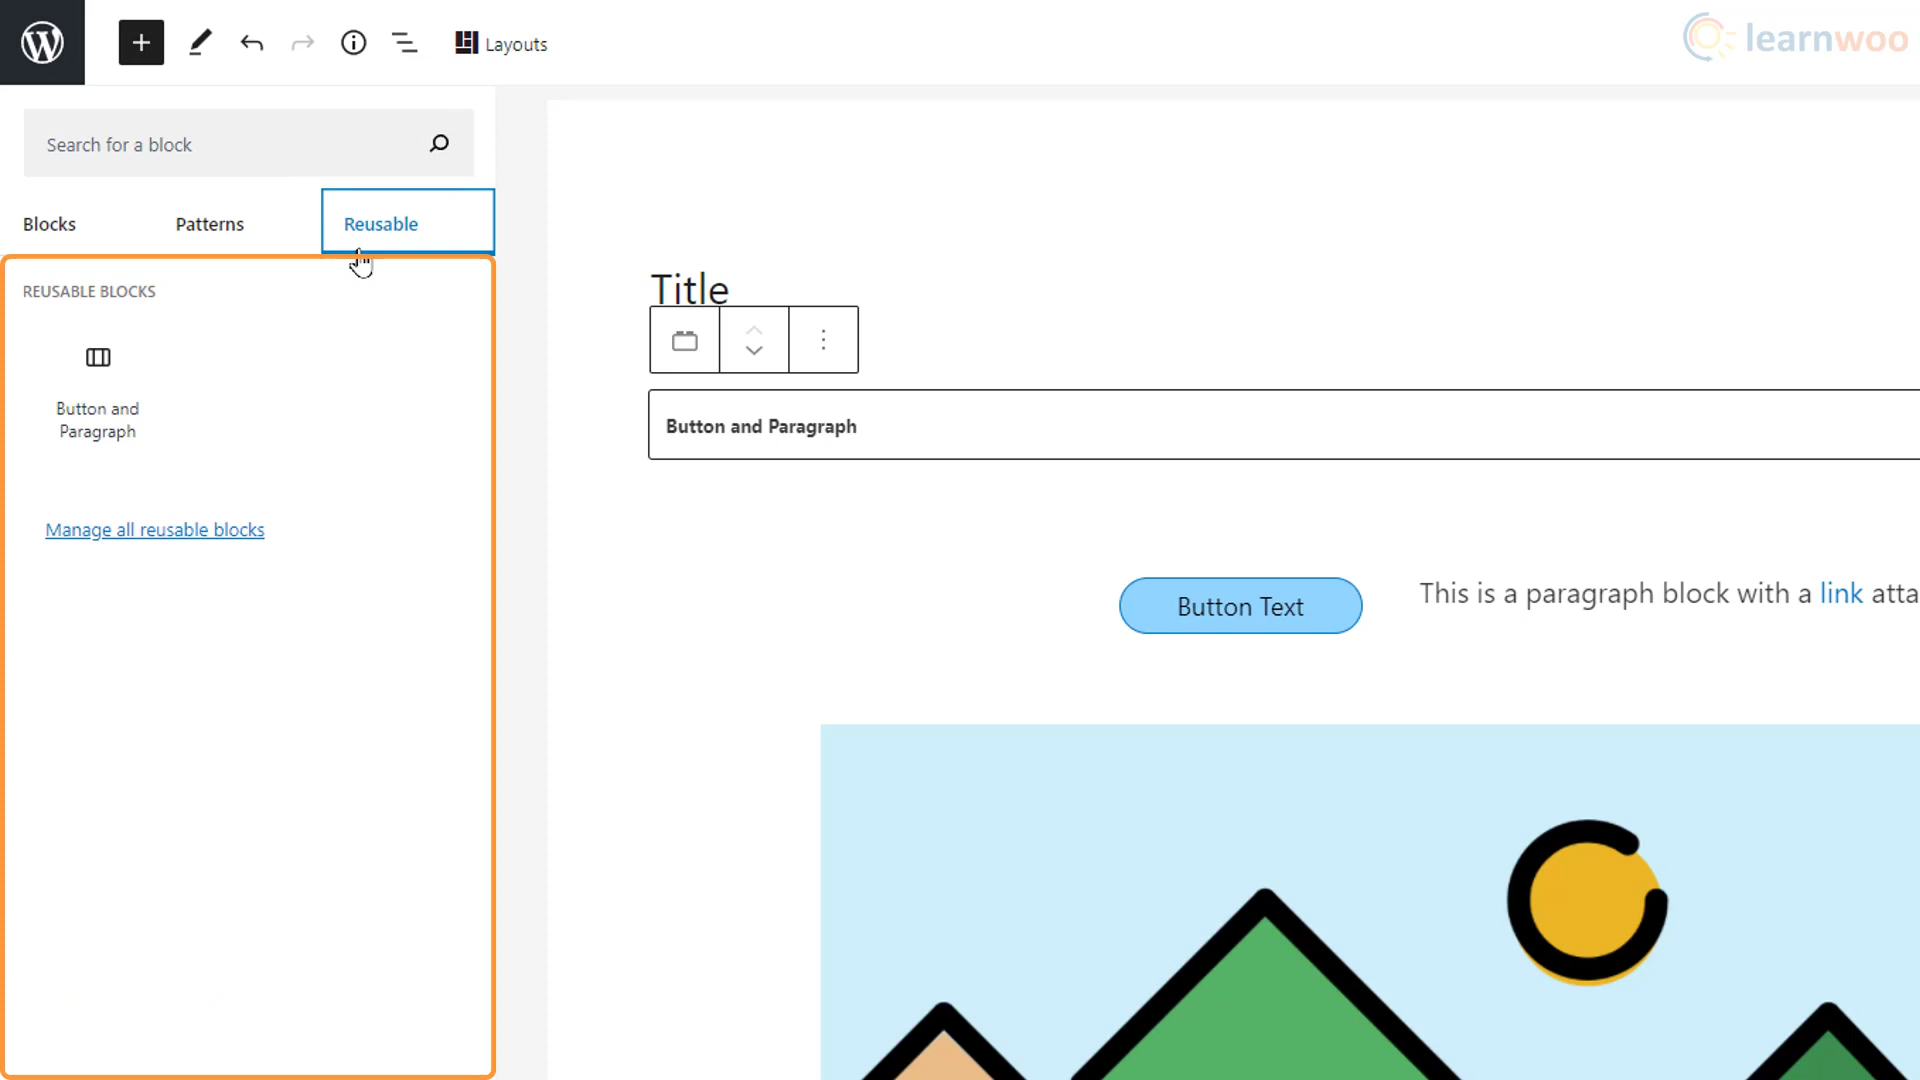 Layouts
learnwoo
Search for a block
Blocks
Patterns
Reusable
REUSABLE BLOCKS
Button and
Paragraph
Manage all reusable blocks
Title
Button and Paragraph
Button Text
This is a paragraph block with a link atta